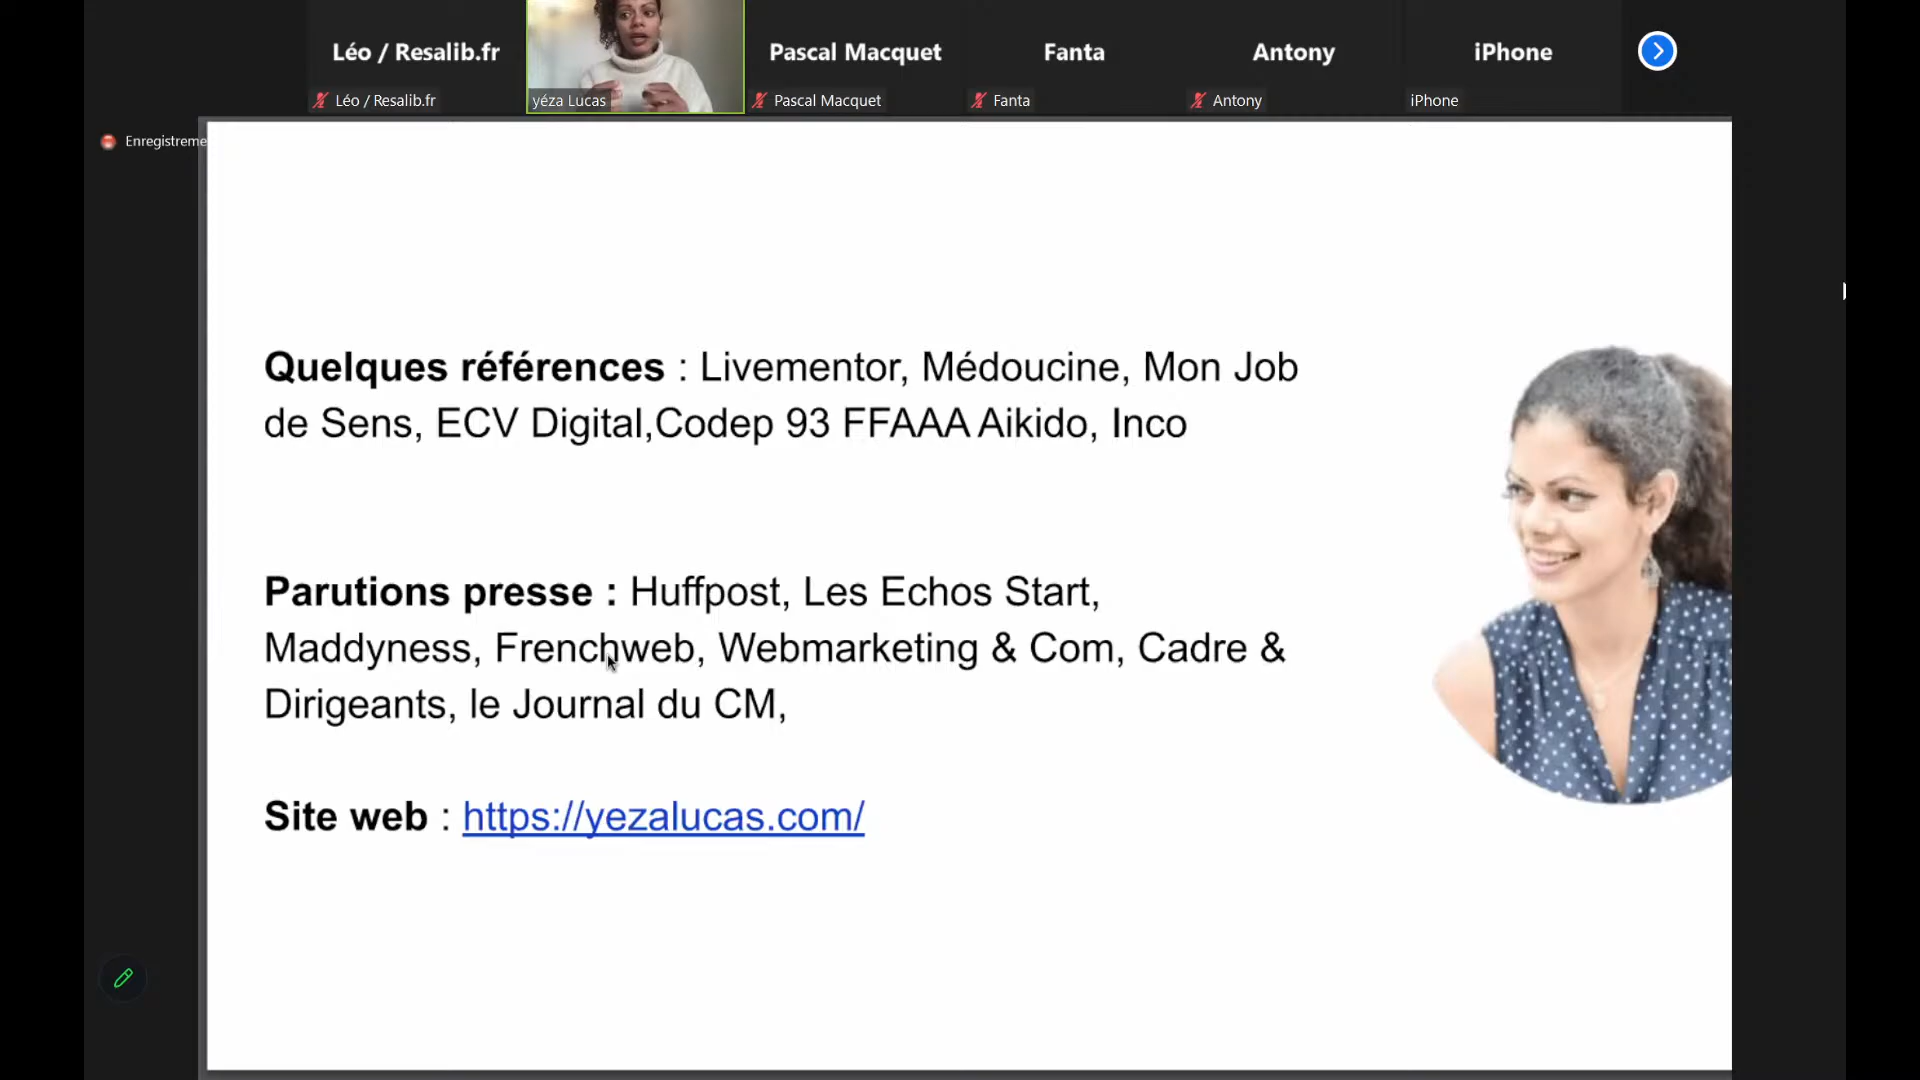 Léo / Resalib.fr
Pascal Macquet
Fanta
Antony
iPhone
Léo / Resalib.fr
yéza Lucas
Pascal Macquet
Fanta
Antony
iPhone
Enregistreme
Quelques références : Livementor, Médoucine, Mon Job
de Sens, ECV Digital,Codep 93 FFAAA Aikido, Inco
Parutions presse : Huffpost, Les Echos Start,
Maddyness, Frenchweb, Webmarketing & Com, Cadre &
Dirigeants, le Journal du CM,
Site web : https://yezalucas.com/